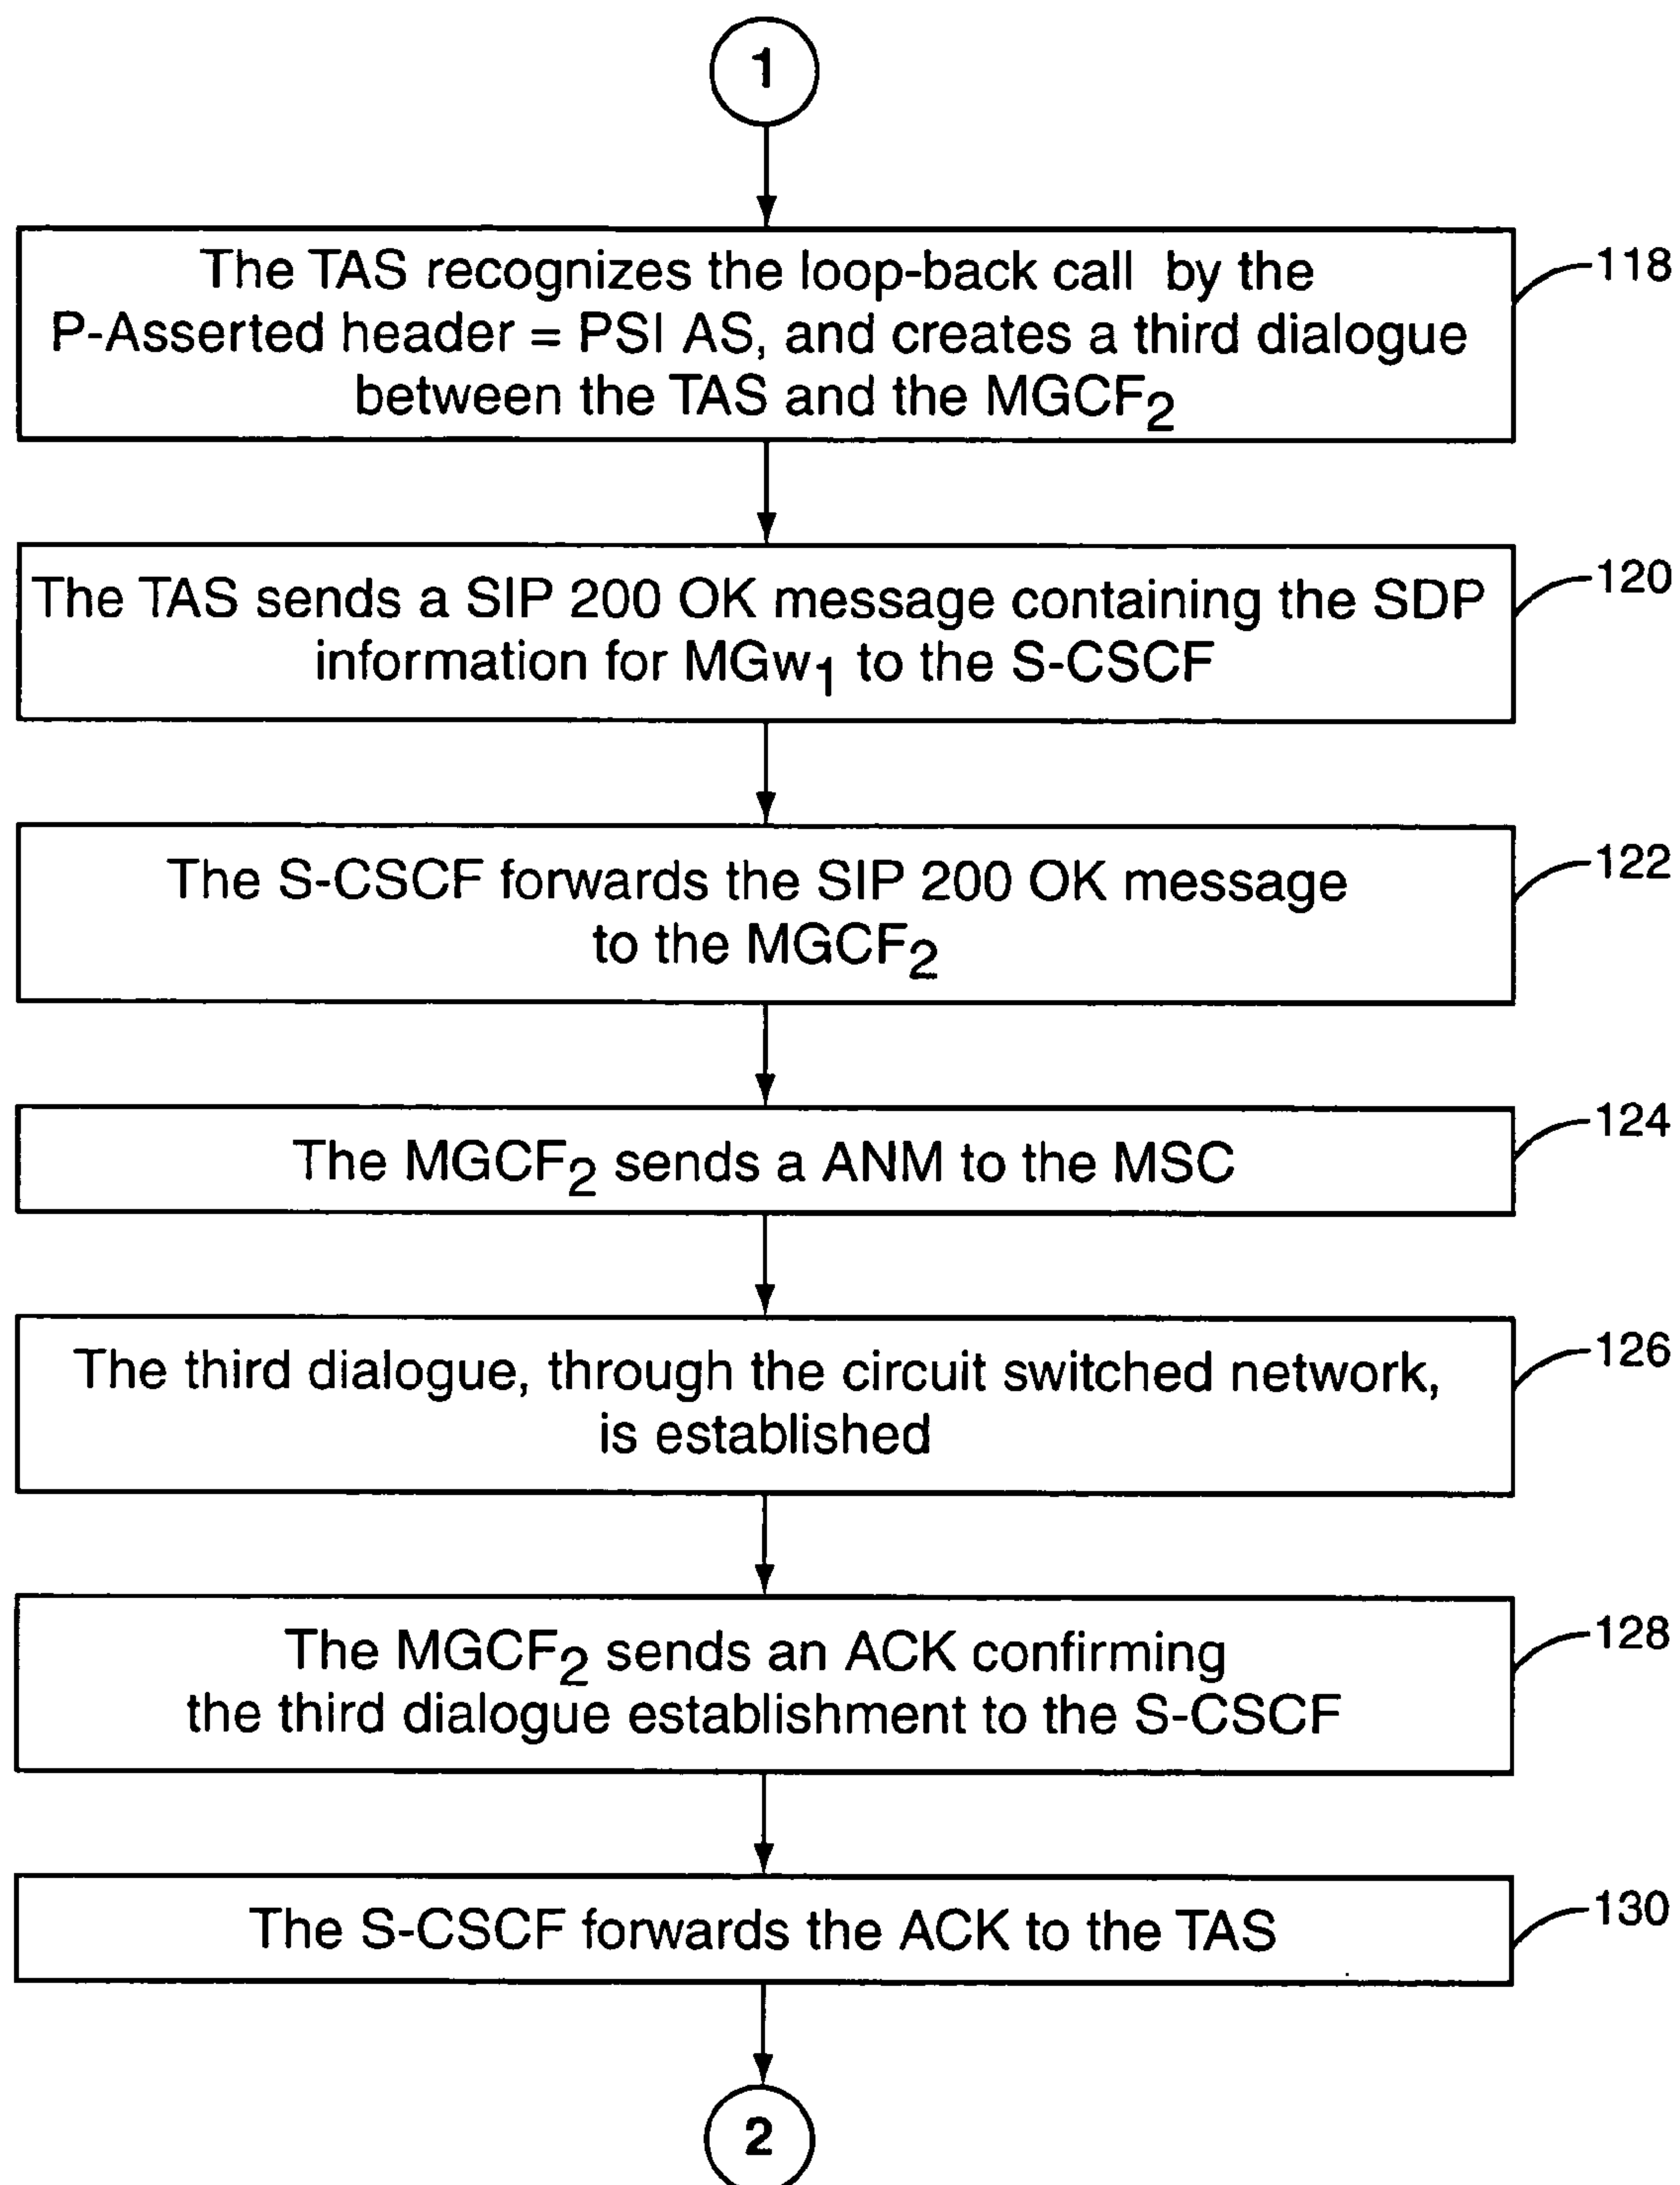 1
The TAS recognizes the loop-back call by the
P-Asserted header = PSI AS, and creates a third dialogue
between the TAS and the MGCF2
118
The TAS sends a SIP 200 OK message containing the SDP
information for MGw1 to the S-CSCF
120
The S-CSCF forwards the SIP 200 OK message
to the MGCF2
122
The MGCF2 sends a ANM to the MSC
124
The third dialogue, through the circuit switched network,
is established
126
The MGCF2 sends an ACK confirming
the third dialogue establishment to the S-CSCF
128
The S-CSCF forwards the ACK to the TAS
130
2